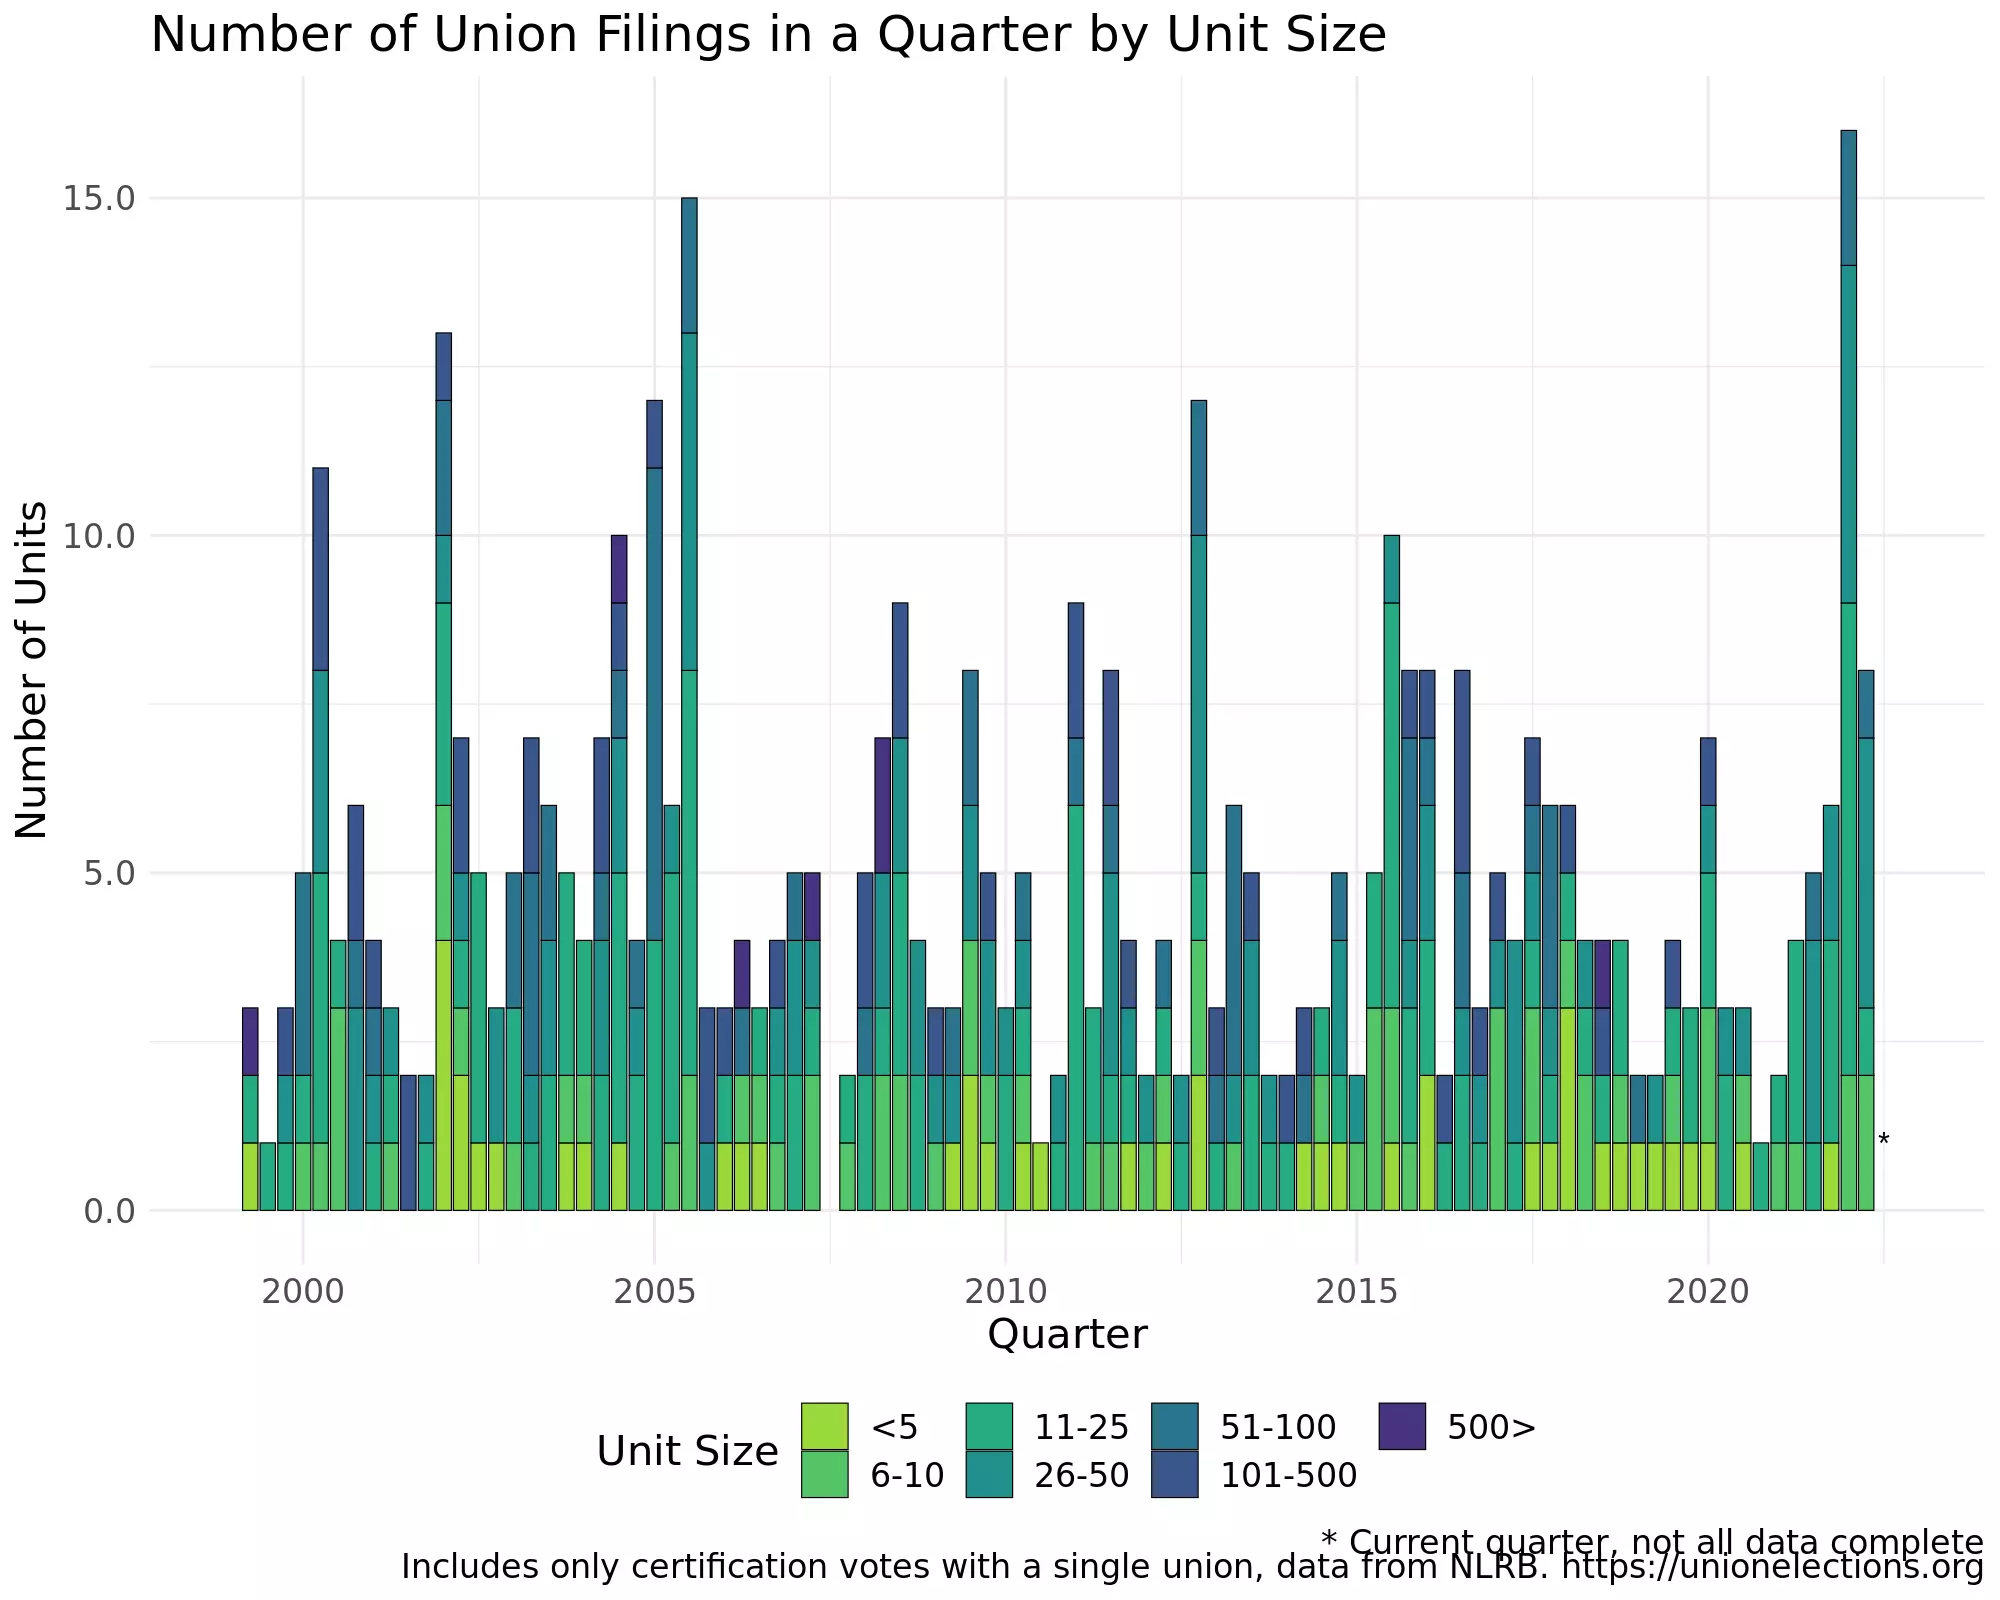 Number of Union Filings in a Quarter by Unit Size
Number of Units
15.0
10.0
5.0
0.0
*
2000 2005 2010 2015 2020
Quarter
Unit Size
<5 11-25 51-100 500>
6-10 26-50 101-500
* Current quarter, not all data complete
Includes only certification votes with a single union, data from NLRB. https://unionelections.org